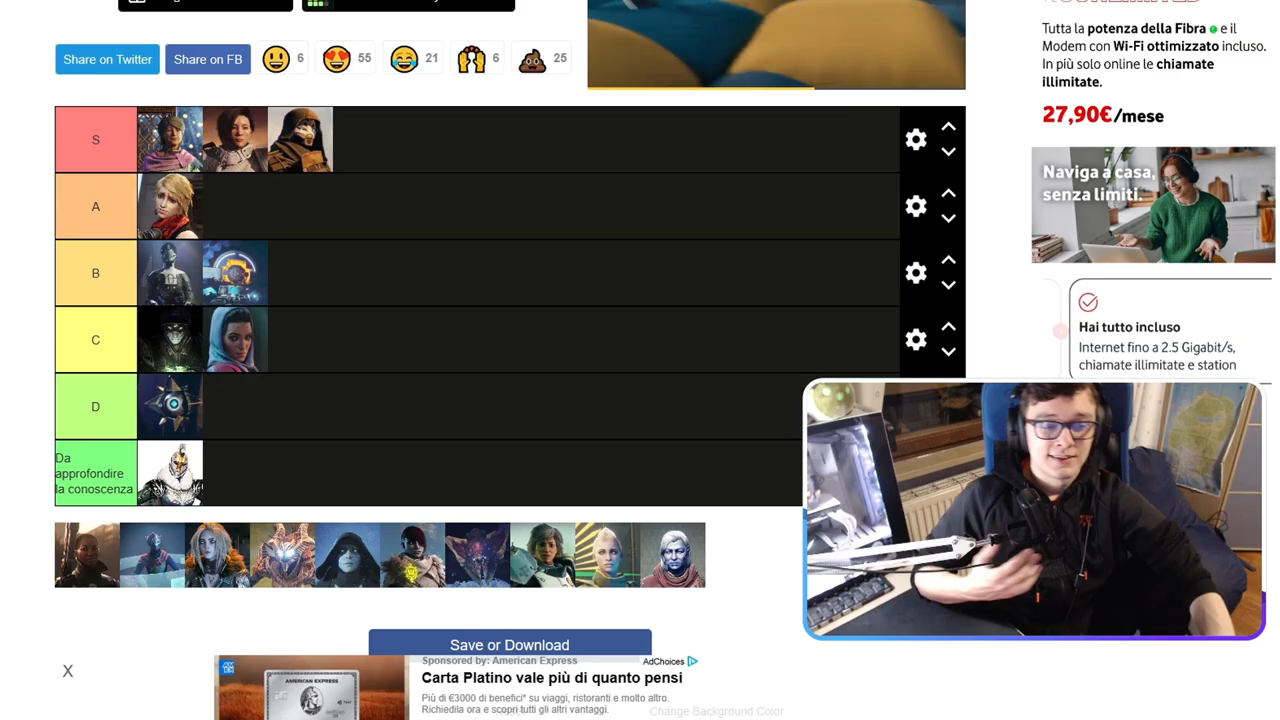 Share on Twitter
Share on FB
6
55
21
6
25
Tutta la potenza della Fibra e il
Modem con Wi-Fi ottimizzato incluso.
In più solo online le chiamate
illimitate.
27,90€/mese
Naviga a casa,
senza limiti.
Hai tutto incluso
Internet fino a 2.5 Gigabit/s,
chiamate illimitate e station
S
A
B
C
D
Da
approfondire
la conoscenza
Save or Download
X
Sponsored by: American Express
AdChoices
Carta Platino vale più di quanto pensi
Più di €3000 di benefici* su viaggi, ristoranti e molto altro.
Richiedila ora e scopri tutti gli altri vantaggi.
Change Background Color
AMERICAN EXPRESS